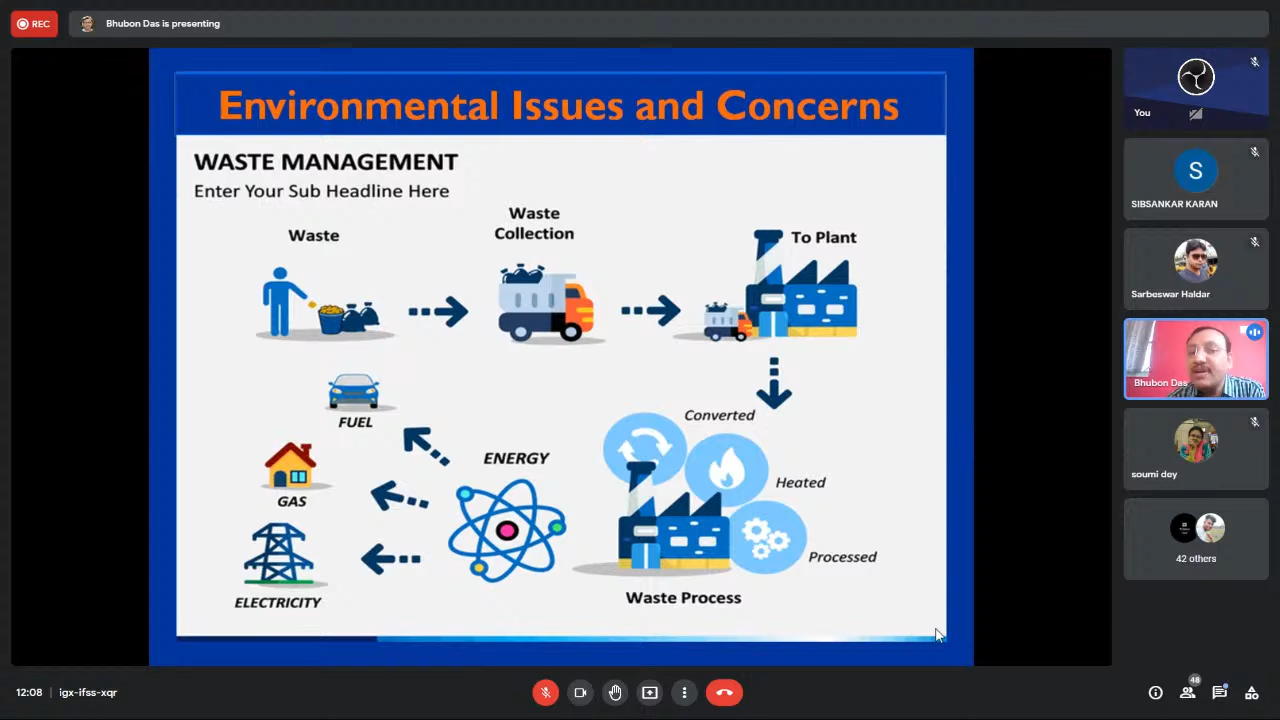 REC
Bhubon Das is presenting
Environmental Issues and Concerns
WASTE MANAGEMENT
Enter Your Sub Headline Here
Waste
Waste
Collection
To Plant
Converted
Heated
Processed
Waste Process
ENERGY
FUEL
GAS
ELECTRICITY
You
S
SIBSANKAR KARAN
Sarbeswar Haldar
Bhubon Das
soumi dey
42 others
12:08 | igx-ifss-xqr
48